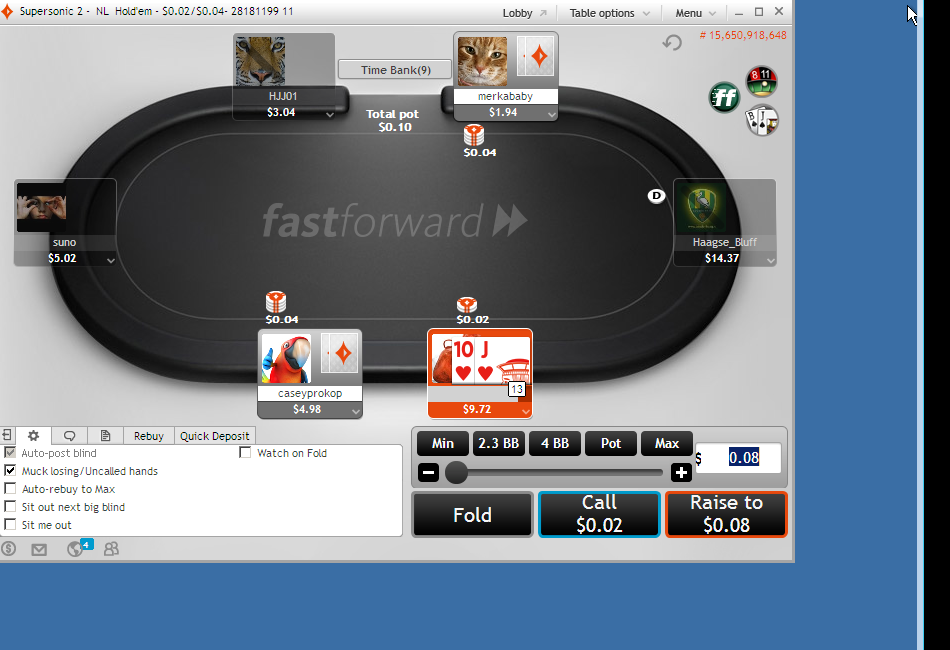 Supersonic 2 - NL Hold'em - $0.02/$0.04- 28181199 11
Lobby Table options Menu
# 15,650,918,648
Time Bank(9)
HJJ01
$3.04
merkababy
$1.94
Total pot
$0.10
$0.04
8 11
ff
B J
D
suno
$5.02
fastforward
Haagse_Bluff
$14.37
$0.04
$0.02
10 J
13
caseyprokop
$4.98
$9.72
Rebuy Quick Deposit
Auto-post blind
Watch on Fold
Muck losing/Uncalled hands
Auto-rebuy to Max
Sit out next big blind
Sit me out
4
Min 2.3 BB 4 BB Pot Max
$ 0.08
Fold
Call
$0.02
Raise to
$0.08